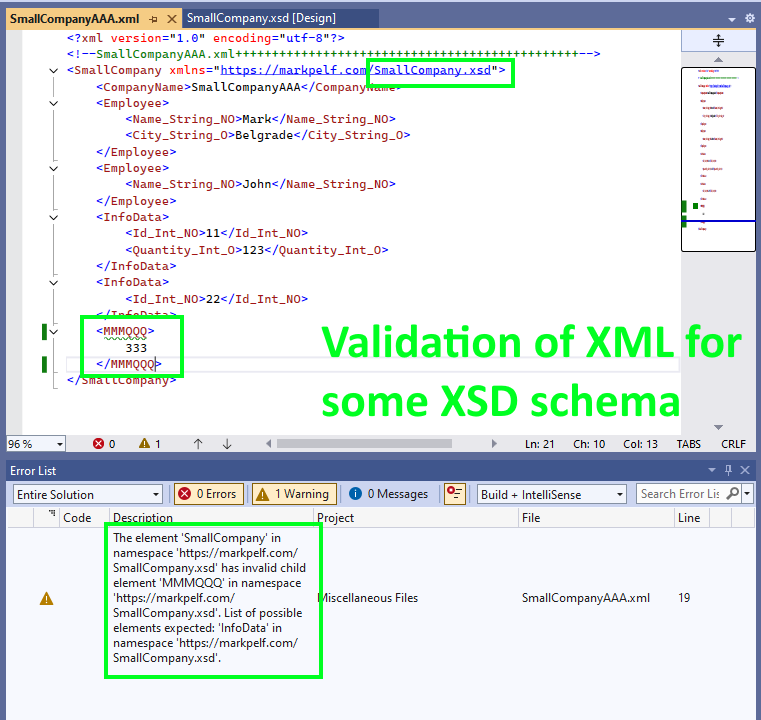 SmallCompanyAAA.xml
SmallCompany.xsd [Design]
<?xml version="1.0" encoding="utf-8"?>
<!--SmallCompanyAAA.xml+++++++++++++++++++++++++++++++++++++++++++++++-->
<SmallCompany xmlns="https://markpelf.com/SmallCompany.xsd">
<CompanyName>SmallCompanyAAA</CompanyName>
<Employee>
<Name_String_NO>Mark</Name_String_NO>
<City_String_O>Belgrade</City_String_O>
</Employee>
<Employee>
<Name_String_NO>John</Name_String_NO>
</Employee>
<InfoData>
<Id_Int_NO>11</Id_Int_NO>
<Quantity_Int_O>123</Quantity_Int_O>
</InfoData>
<InfoData>
<Id_Int_NO>22</Id_Int_NO>
</InfoData>
<MMMQQQ>
333
</MMMQQQ>
</SmallCompany>
Validation of XML for
some XSD schema
96 % 0 1 Ln: 21 Ch: 10 Col: 13 TABS CRLF
Error List
Entire Solution 0 Errors 1 Warning 0 Messages Build + IntelliSense Search Error Lis
Code Description Project File Line
The element 'SmallCompany' in
namespace 'https://markpelf.com/
SmallCompany.xsd' has invalid child
element 'MMMQQQ' in namespace
'https://markpelf.com/
SmallCompany.xsd'. List of possible
elements expected: 'InfoData' in
namespace 'https://markpelf.com/
SmallCompany.xsd'.
Miscellaneous Files SmallCompanyAAA.xml 19